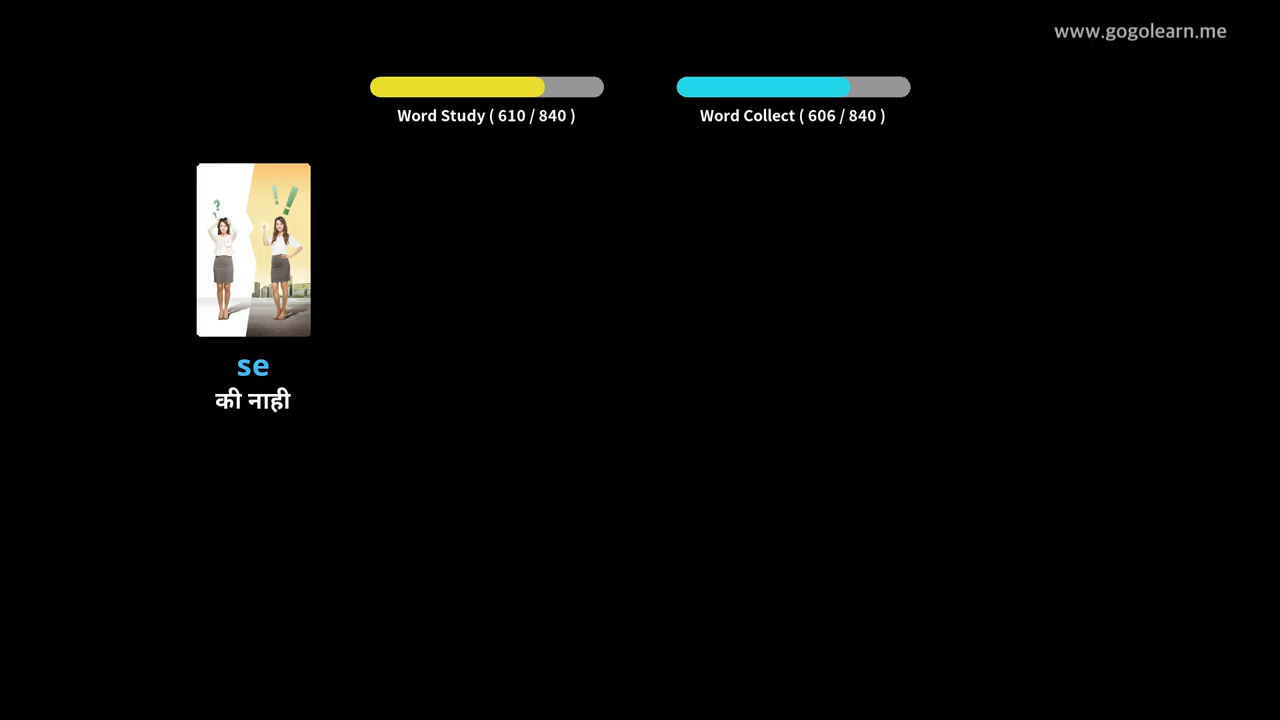 www.gogolearn.me
Word Study ( 610 / 840 )
Word Collect ( 606 / 840 )
se
की नाही